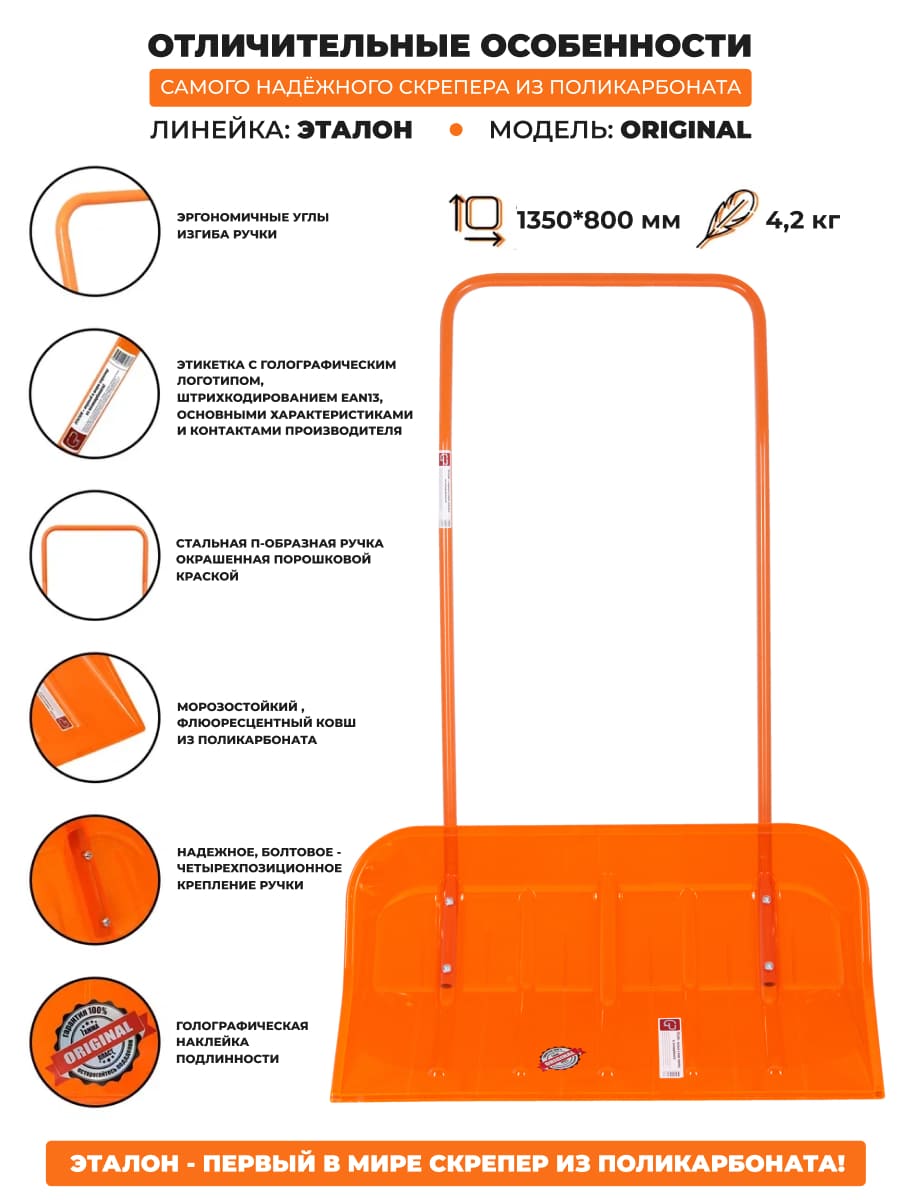 ОТЛИЧИТЕЛЬНЫЕ ОСОБЕННОСТИ
САМОГО НАДЁЖНОГО СКРЕПЕРА ИЗ ПОЛИКАРБОНАТА
ЛИНЕЙКА: ЭТАЛОН • МОДЕЛЬ: ORIGINAL
1350*800 мм
4,2 кг
ЭРГОНОМИЧНЫЕ УГЛЫ
ИЗГИБА РУЧКИ
ЭТИКЕТКА С ГОЛОГРАФИЧЕСКИМ
ЛОГОТИПОМ,
ШТРИХКОДИРОВАНИЕМ EAN13,
ОСНОВНЫМИ ХАРАКТЕРИСТИКАМИ
И КОНТАКТАМИ ПРОИЗВОДИТЕЛЯ
СТАЛЬНАЯ П-ОБРАЗНАЯ РУЧКА
ОКРАШЕННАЯ ПОРОШКОВОЙ
КРАСКОЙ
МОРОЗОСТОЙКИЙ ,
ФЛЮОРЕСЦЕНТНЫЙ КОВШ
ИЗ ПОЛИКАРБОНАТА
НАДЕЖНОЕ, БОЛТОВОЕ -
ЧЕТЫРЕХПОЗИЦИОННОЕ
КРЕПЛЕНИЕ РУЧКИ
ГАРАНТИЯ 100%
ГАММА
ORIGINAL
ПЛАСТ
остерегайтесь подделок
ГОЛОГРАФИЧЕСКАЯ
НАКЛЕЙКА
ПОДЛИННОСТИ
ORIGINAL
ЭТАЛОН - ПЕРВЫЙ В МИРЕ СКРЕПЕР ИЗ ПОЛИКАРБОНАТА!